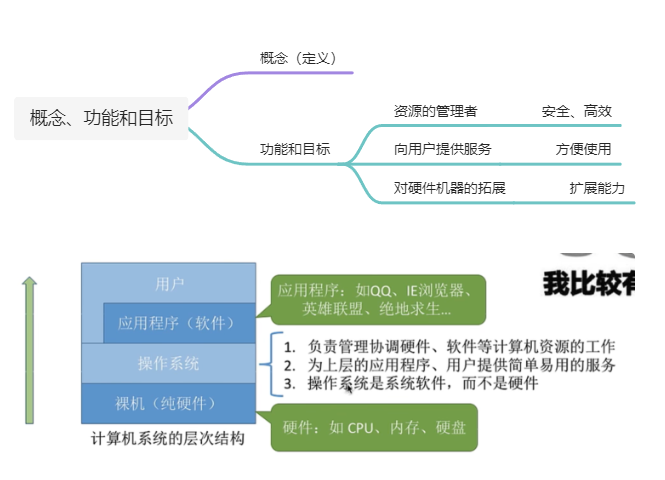 概念、功能和目标
概念（定义）
功能和目标
资源的管理者 安全、高效
向用户提供服务 方便使用
对硬件机器的拓展 扩展能力
我比较有
用户
应用程序（软件）
操作系统
裸机（纯硬件）
计算机系统的层次结构
应用程序：如QQ、IE浏览器、
英雄联盟、绝地求生...
1. 负责管理协调硬件、软件等计算机资源的工作
2. 为上层的应用程序、用户提供简单易用的服务
3. 操作系统是系统软件，而不是硬件
硬件：如 CPU、内存、硬盘